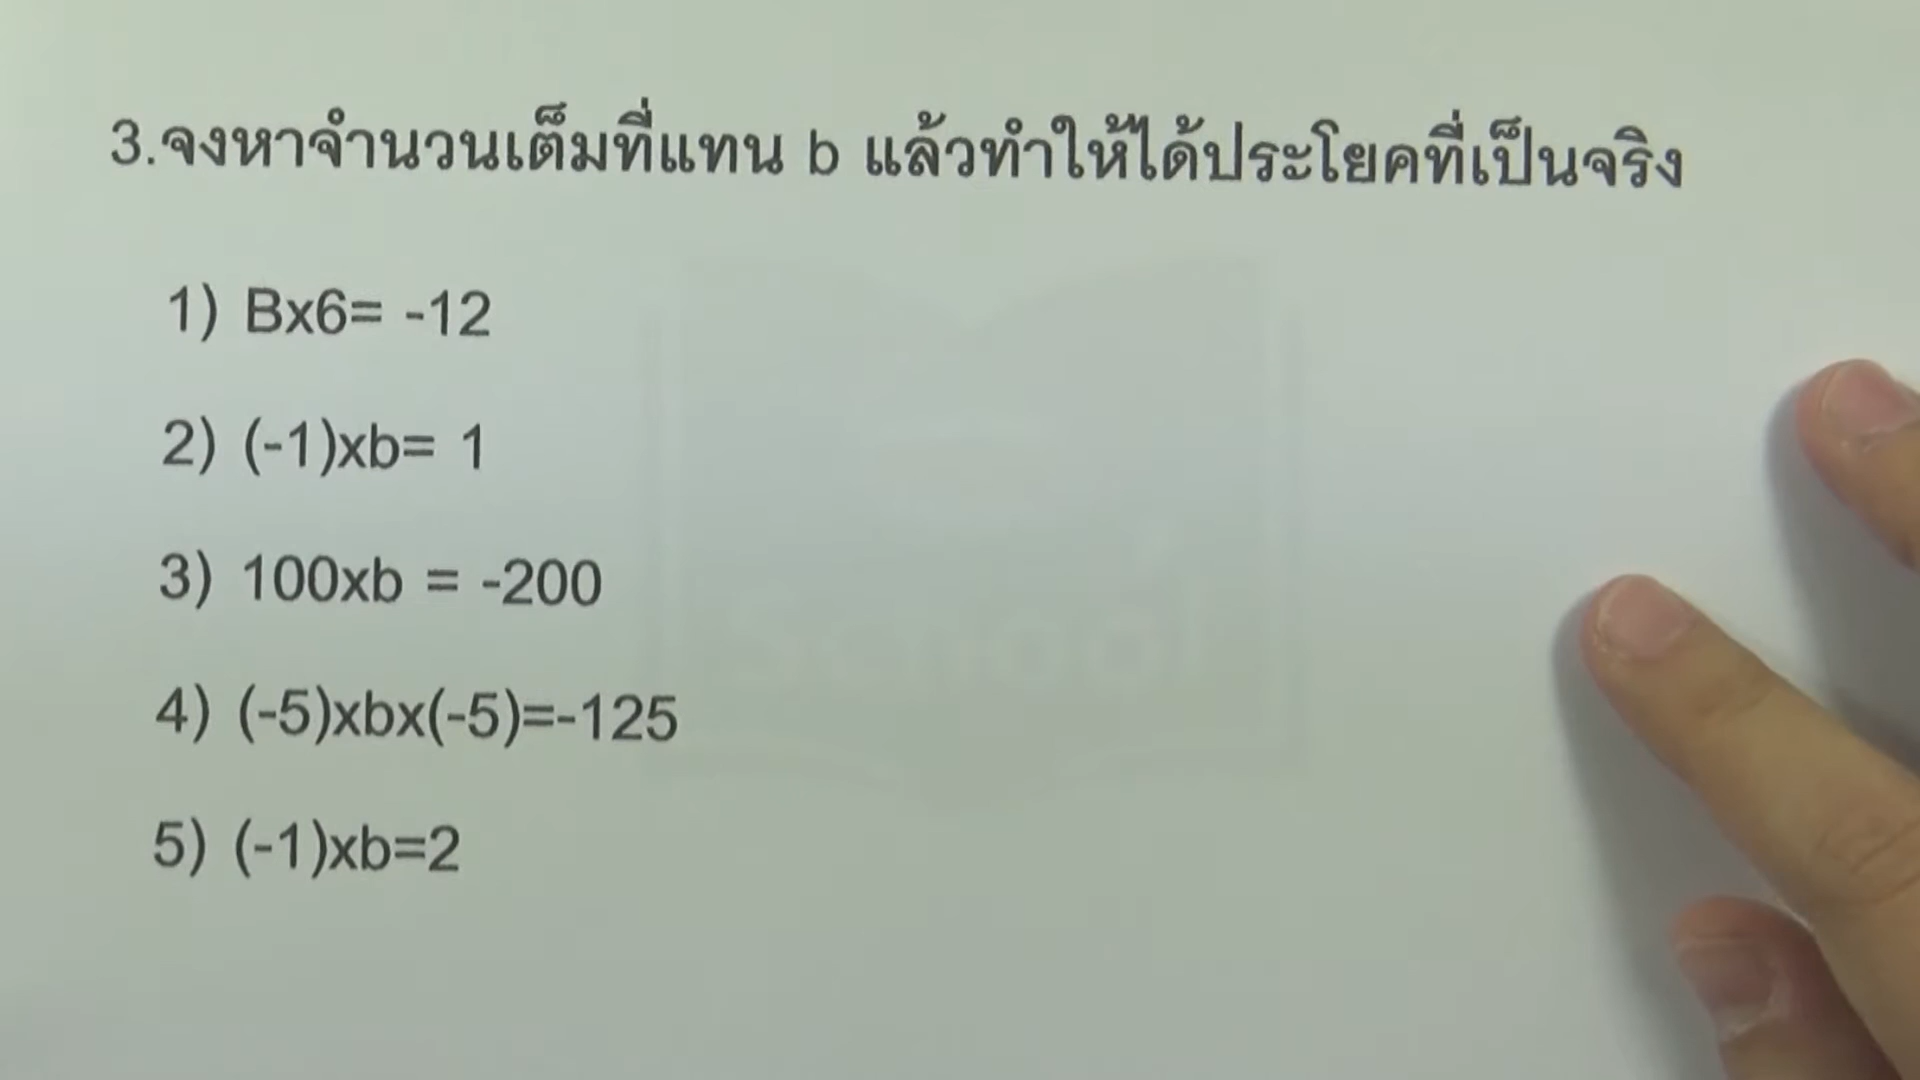 3.จงหาจำนวนเต็มที่แทน b แล้วทำให้ได้ประโยคที่เป็นจริง
1) Bx6= -12
2) (-1)xb= 1
3) 100xb = -200
4) (-5)xbx(-5)=-125
5) (-1)xb=2
School